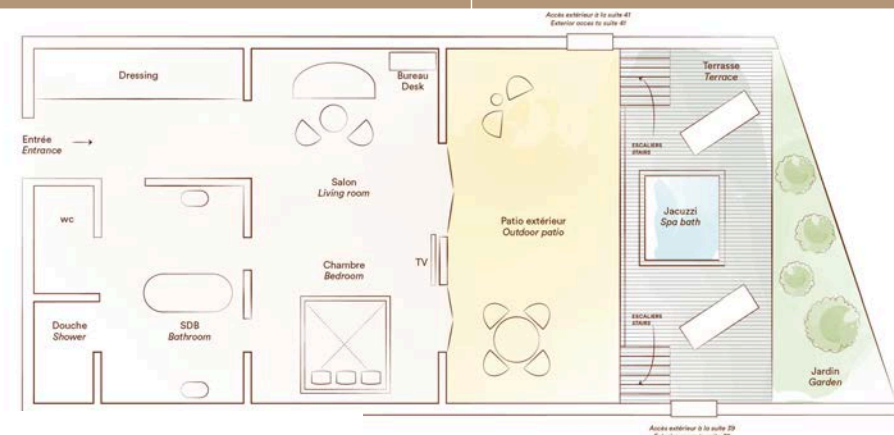 Accès extérieur à la suite 41
Exterior acces to suite 41
Dressing
Bureau
Desk
Terrasse
Terrace
Entrée
Entrance
ESCALIERS
STAIRE
Salon
Living room
wc
Jacuzzi
Spa bath
Patio extérieur
Outdoor patio
Chambre
Bedroom
TV
Douche
Shower
SDB
Bathroom
ESCALIERS
STAIRE
Jardin
Garden
Accès extérieur à la suite 39